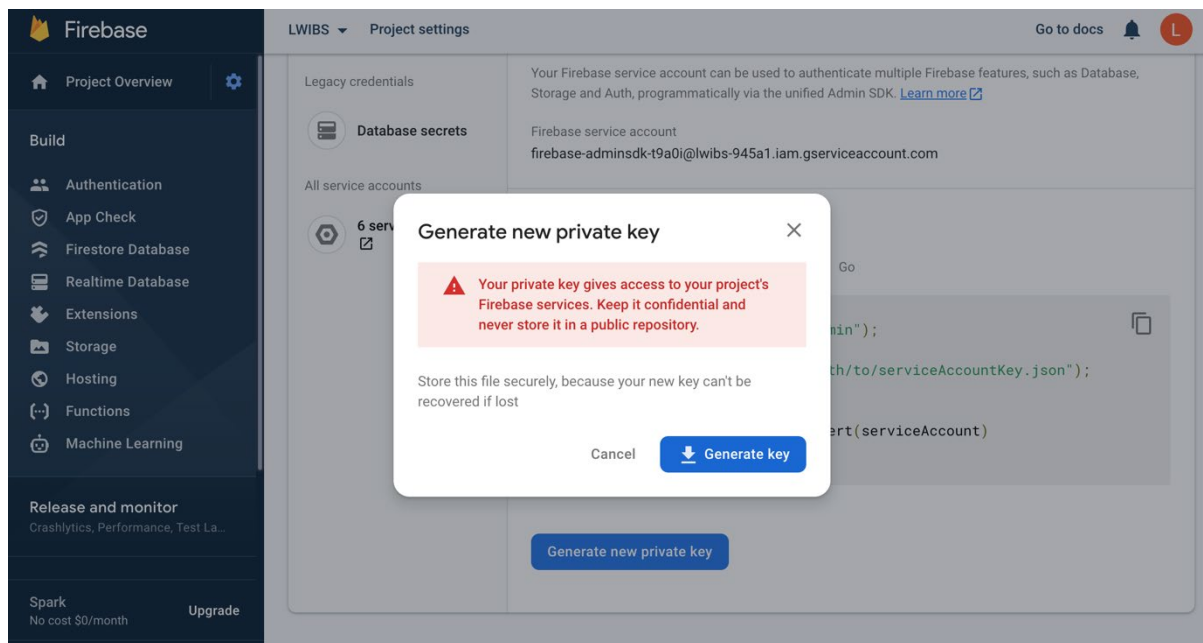 Firebase
LWIBS
Project settings
Go to docs
L
Project Overview
Build
Authentication
App Check
Firestore Database
Realtime Database
Extensions
Storage
Hosting
Functions
Machine Learning
Release and monitor
Crashlytics, Performance, Test La...
Spark
No cost $0/month
Upgrade
Legacy credentials
Database secrets
All service accounts
6 serv
Your Firebase service account can be used to authenticate multiple Firebase features, such as Database,
Storage and Auth, programmatically via the unified Admin SDK. Learn more
Firebase service account
firebase-adminsdk-t9a0i@lwibs-945a1.iam.gserviceaccount.com
Go
min");
th/to/serviceAccountKey.json");
ert(serviceAccount)
Generate new private key
Generate new private key
Your private key gives access to your project's
Firebase services. Keep it confidential and
never store it in a public repository.
Store this file securely, because your new key can't be
recovered if lost
Cancel
Generate key